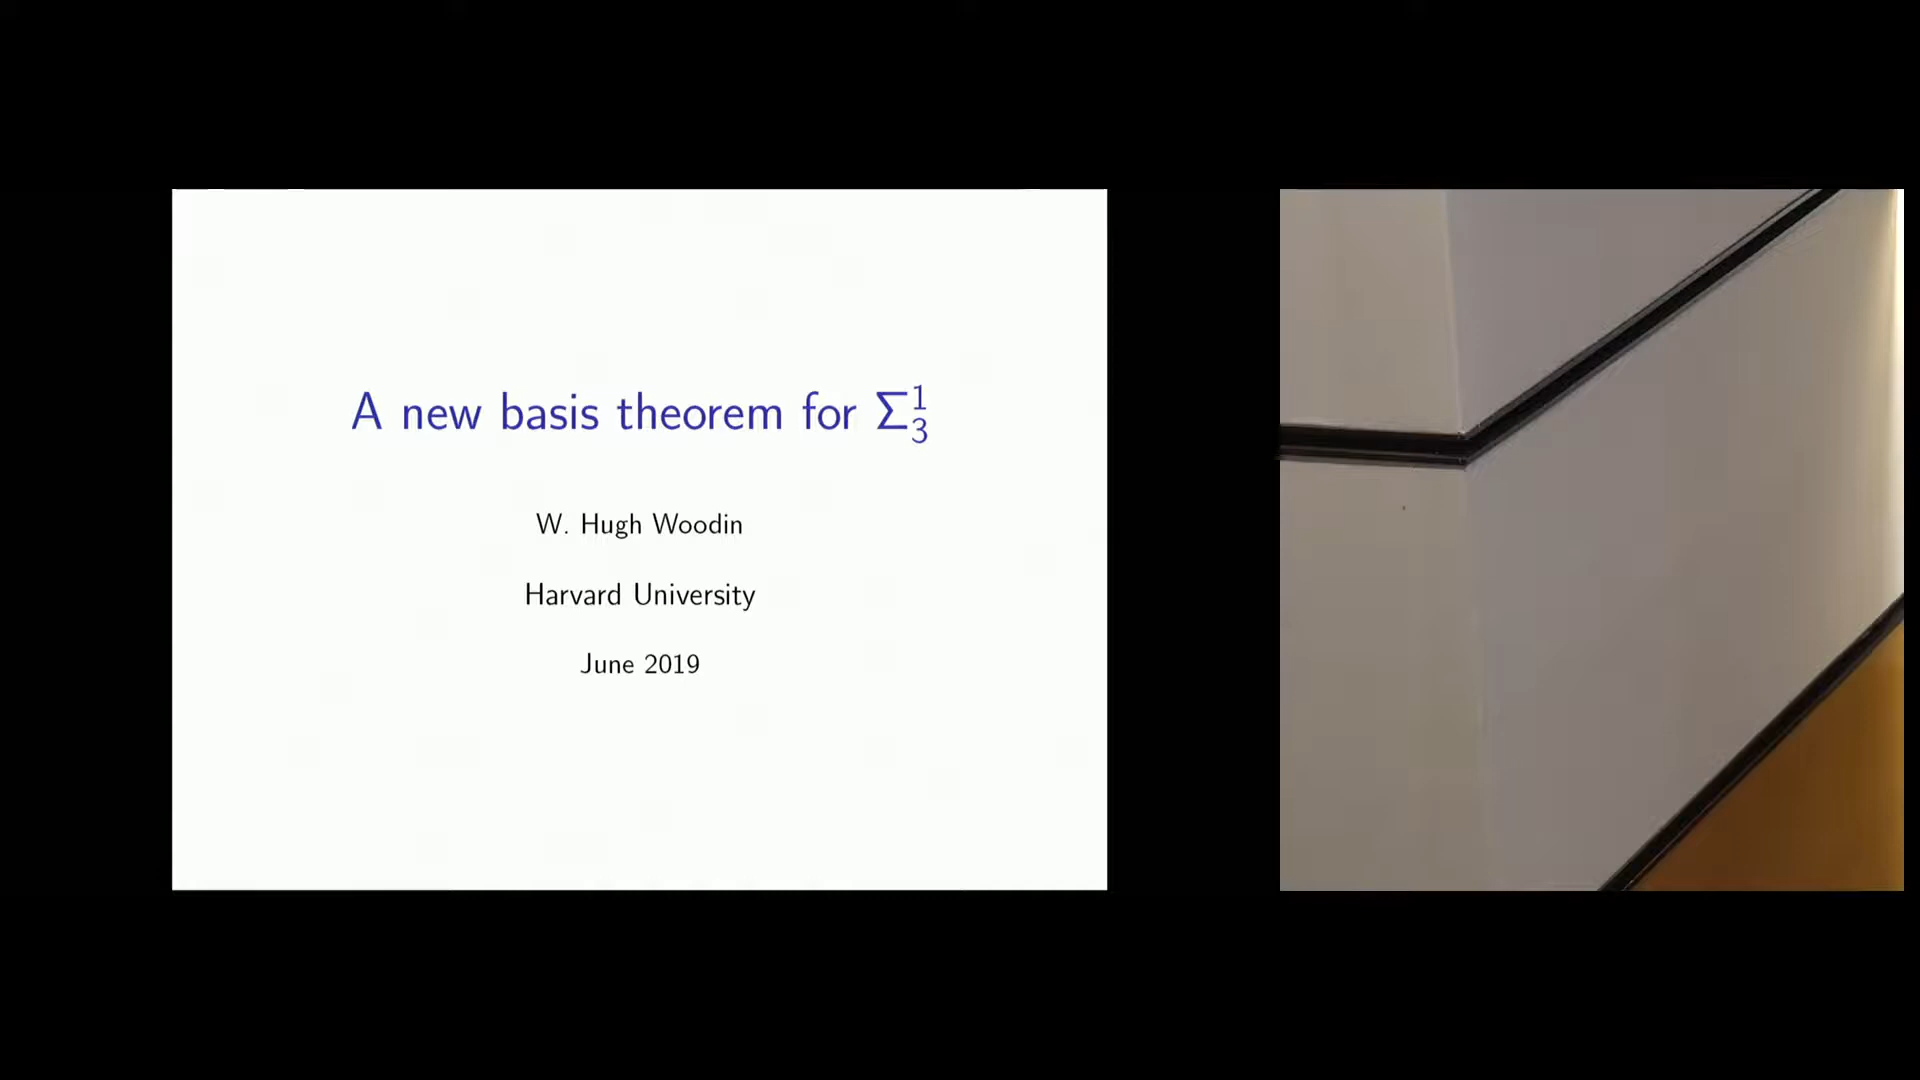 A new basis theorem for Σ¹₃
W. Hugh Woodin
Harvard University
June 2019